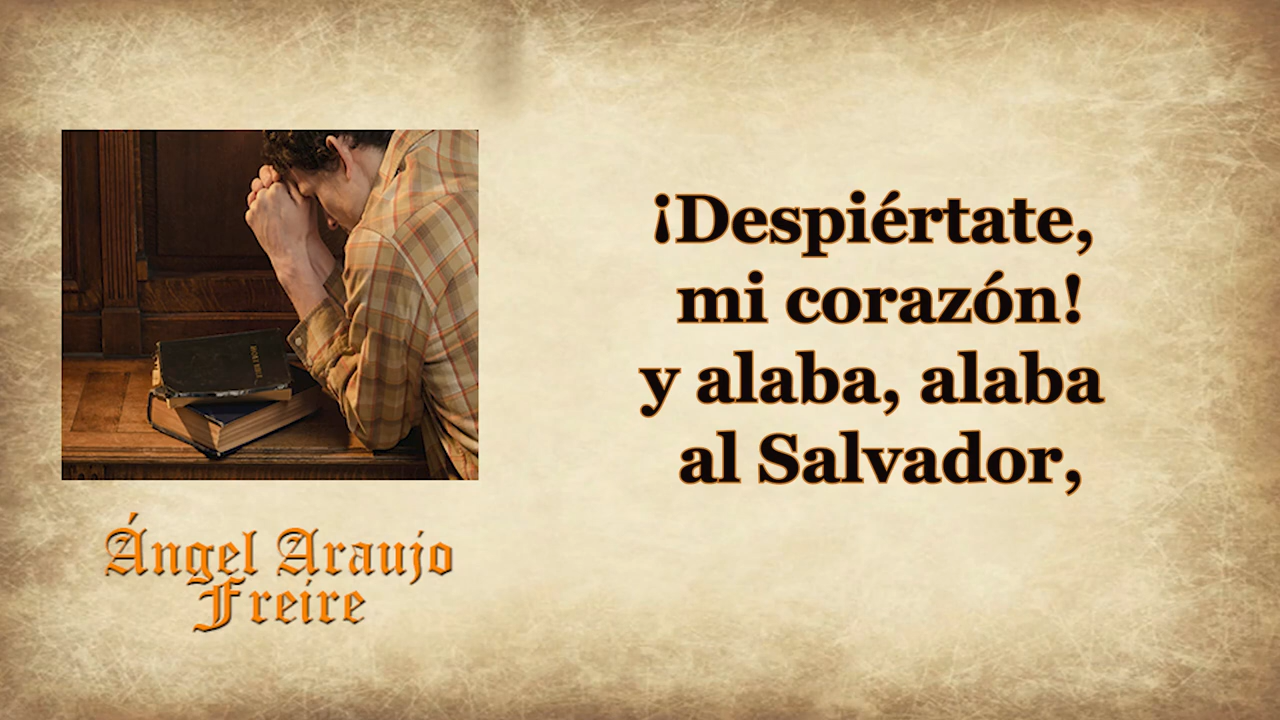 ¡Despiértate,
mi corazón!
y alaba, alaba
al Salvador,
Ángel Araujo
Freire